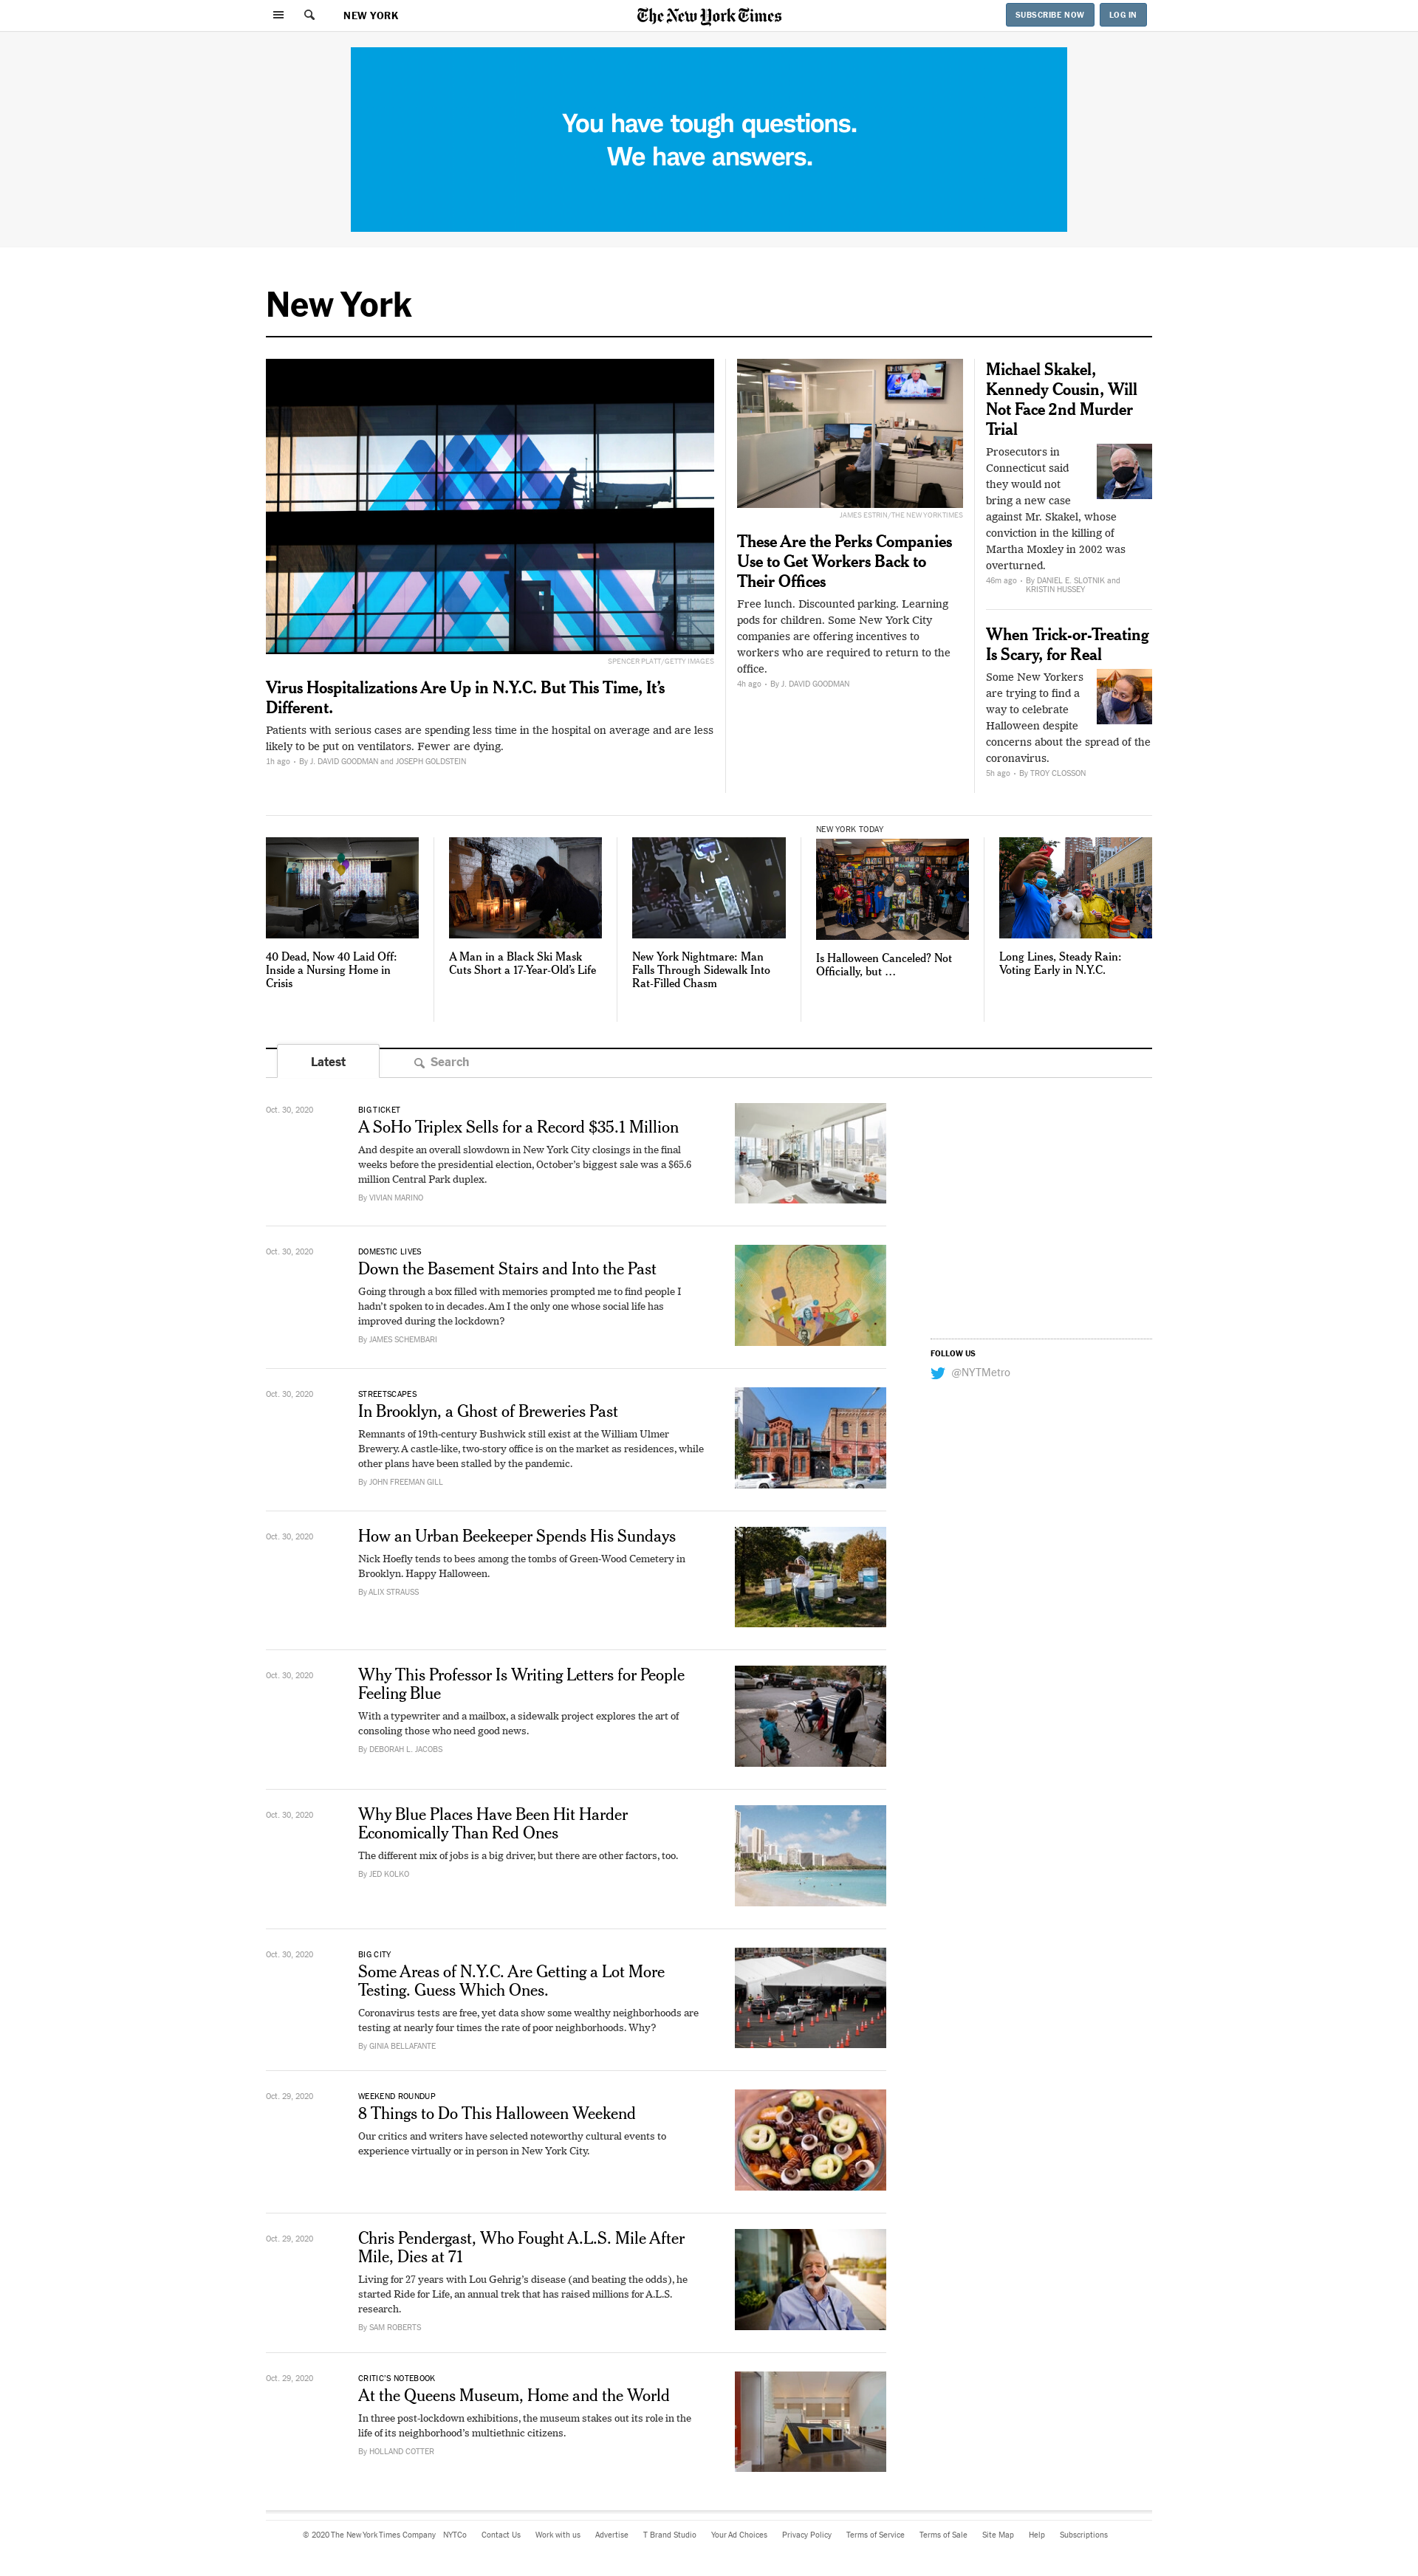 NEW YORK
The New York Times
SUBSCRIBE NOW
LOG IN
You have tough questions.
We have answers.
New York
SPENCER PLATT/GETTY IMAGES
Virus Hospitalizations Are Up in N.Y.C. But This Time, It’s
Different.
Patients with serious cases are spending less time in the hospital on average and are less
likely to be put on ventilators. Fewer are dying.
1h ago • By J. DAVID GOODMAN and JOSEPH GOLDSTEIN
JAMES ESTRIN/THE NEW YORK TIMES
These Are the Perks Companies
Use to Get Workers Back to
Their Offices
Free lunch. Discounted parking. Learning
pods for children. Some New York City
companies are offering incentives to
workers who are required to return to the
office.
4h ago • By J. DAVID GOODMAN
Michael Skakel,
Kennedy Cousin, Will
Not Face 2nd Murder
Trial
Prosecutors in
Connecticut said
they would not
bring a new case
against Mr. Skakel, whose
conviction in the killing of
Martha Moxley in 2002 was
overturned.
46m ago • By DANIEL E. SLOTNIK and
KRISTIN HUSSEY
When Trick-or-Treating
Is Scary, for Real
Some New Yorkers
are trying to find a
way to celebrate
Halloween despite
concerns about the spread of the
coronavirus.
5h ago • By TROY CLOSSON
40 Dead, Now 40 Laid Off:
Inside a Nursing Home in
Crisis
A Man in a Black Ski Mask
Cuts Short a 17-Year-Old’s Life
New York Nightmare: Man
Falls Through Sidewalk Into
Rat-Filled Chasm
NEW YORK TODAY
Is Halloween Canceled? Not
Officially, but …
Long Lines, Steady Rain:
Voting Early in N.Y.C.
Latest
Search
Oct. 30, 2020
BIG TICKET
A SoHo Triplex Sells for a Record $35.1 Million
And despite an overall slowdown in New York City closings in the final
weeks before the presidential election, October’s biggest sale was a $65.6
million Central Park duplex.
By VIVIAN MARINO
Oct. 30, 2020
DOMESTIC LIVES
Down the Basement Stairs and Into the Past
Going through a box filled with memories prompted me to find people I
hadn’t spoken to in decades. Am I the only one whose social life has
improved during the lockdown?
By JAMES SCHEMBARI
FOLLOW US
@NYTMetro
Oct. 30, 2020
STREETSCAPES
In Brooklyn, a Ghost of Breweries Past
Remnants of 19th-century Bushwick still exist at the William Ulmer
Brewery. A castle-like, two-story office is on the market as residences, while
other plans have been stalled by the pandemic.
By JOHN FREEMAN GILL
Oct. 30, 2020
How an Urban Beekeeper Spends His Sundays
Nick Hoefly tends to bees among the tombs of Green-Wood Cemetery in
Brooklyn. Happy Halloween.
By ALIX STRAUSS
Oct. 30, 2020
Why This Professor Is Writing Letters for People
Feeling Blue
With a typewriter and a mailbox, a sidewalk project explores the art of
consoling those who need good news.
By DEBORAH L. JACOBS
Oct. 30, 2020
Why Blue Places Have Been Hit Harder
Economically Than Red Ones
The different mix of jobs is a big driver, but there are other factors, too.
By JED KOLKO
Oct. 30, 2020
BIG CITY
Some Areas of N.Y.C. Are Getting a Lot More
Testing. Guess Which Ones.
Coronavirus tests are free, yet data show some wealthy neighborhoods are
testing at nearly four times the rate of poor neighborhoods. Why?
By GINIA BELLAFANTE
Oct. 29, 2020
WEEKEND ROUNDUP
8 Things to Do This Halloween Weekend
Our critics and writers have selected noteworthy cultural events to
experience virtually or in person in New York City.
Oct. 29, 2020
Chris Pendergast, Who Fought A.L.S. Mile After
Mile, Dies at 71
Living for 27 years with Lou Gehrig’s disease (and beating the odds), he
started Ride for Life, an annual trek that has raised millions for A.L.S.
research.
By SAM ROBERTS
Oct. 29, 2020
CRITIC’S NOTEBOOK
At the Queens Museum, Home and the World
In three post-lockdown exhibitions, the museum stakes out its role in the
life of its neighborhood’s multiethnic citizens.
By HOLLAND COTTER
© 2020 The New York Times Company NYTCo Contact Us Work with us Advertise T Brand Studio Your Ad Choices Privacy Policy Terms of Service Terms of Sale Site Map Help Subscriptions